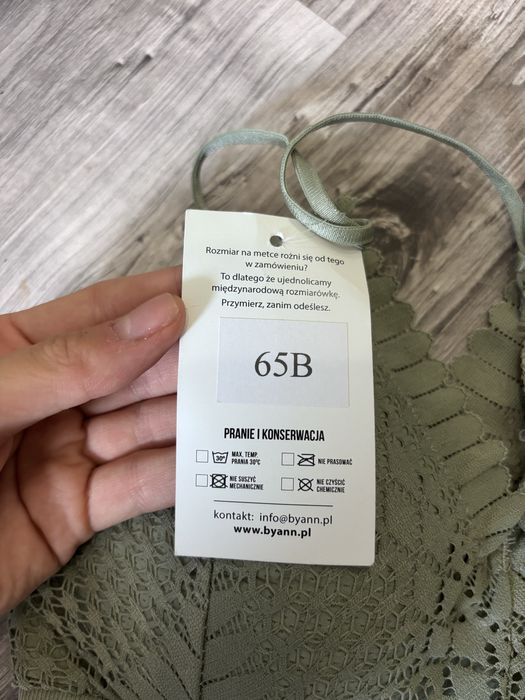 Rozmiar na metce rożni się od tego
w zamówieniu?
To dlatego że ujednolicamy
międzynarodową rozmiarówkę.
Przymierz, zanim odeślesz.
65B
PRANIE I KONSERWACJA
30°
MAX. TEMP.
PRANIA 30°C
NIE PRASOWAĆ
NIE SUSZYĆ
MECHANICZNIE
NIE CZYŚCIĆ
CHEMICZNIE
kontakt: info@byann.pl
www.byann.pl